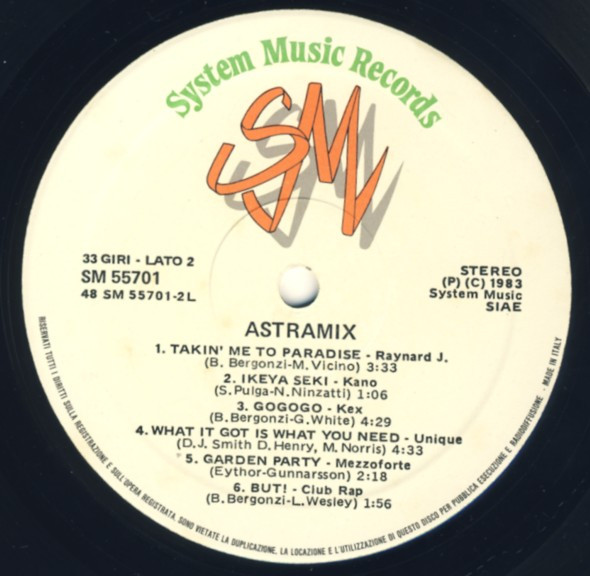 System Music Records
SM
33 GIRI - LATO 2
SM 55701
48 SM 55701-2L
STEREO
(P) (C) 1983
System Music
SIAE
ASTRAMIX
1. TAKIN' ME TO PARADISE - Raynard J.
(B. Bergonzi-M. Vicino) 3:33
2. IKEYA SEKI - Kano
(S.Pulga-N.Ninzatti) 1:06
3. GOGOGO - Kex
(B.Bergonzi-G.White) 4:29
4. WHAT IT GOT IS WHAT YOU NEED - Unique
(D.J. Smith D. Henry, M. Norris) 4:33
5. GARDEN PARTY - Mezzoforte
(Eythor-Gunnarsson) 2:18
6. BUT! - Club Rap
(B.Bergonzi-L.Wesley) 1:56
RISERVATI TUTTI I DIRITTI SULLA REGISTRAZIONE E SULL'OPERA REGISTRATA. SONO VIETATE LA DUPLICAZIONE, LA LOCAZIONE E L'UTILIZZAZIONE DI QUESTO DISCO PER PUBBLICA ESECUZIONE E RADIODIFFUSIONE - MADE IN ITALY